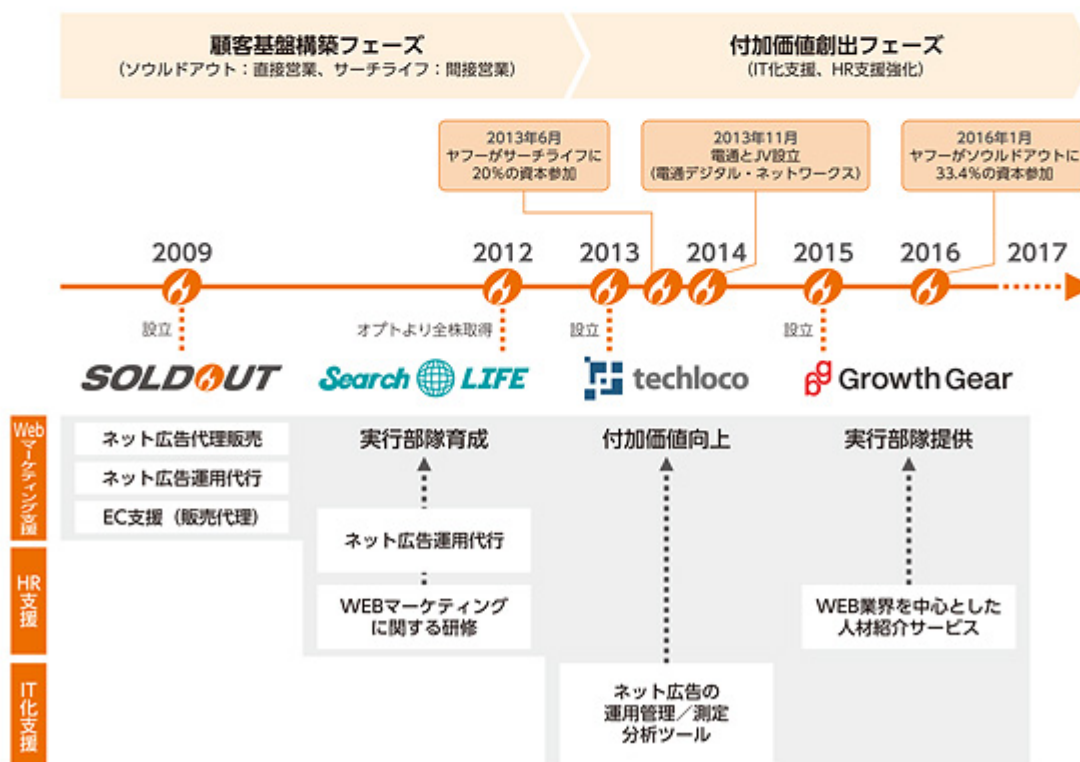 顧客基盤構築フェーズ
(ソウルドアウト：直接営業、サーチライフ：間接営業)
付加価値創出フェーズ
(IT化支援、HR支援強化)
2013年6月
ヤフーがサーチライフに
20%の資本参加
2013年11月
電通とJV設立
(電通デジタル・ネットワークス)
2016年1月
ヤフーがソウルドアウトに
33.4%の資本参加
2009
2012
2013
2014
2015
2016
2017
設立
オプトより全株取得
設立
設立
SOLDOUT
Search LIFE
techloco
Growth Gear
Webマーケティング支援
ネット広告代理販売
ネット広告運用代行
EC支援（販売代理）
実行部隊育成
付加価値向上
実行部隊提供
ネット広告運用代行
HR支援
WEBマーケティング
に関する研修
WEB業界を中心とした
人材紹介サービス
IT化支援
ネット広告の
運用管理／測定
分析ツール